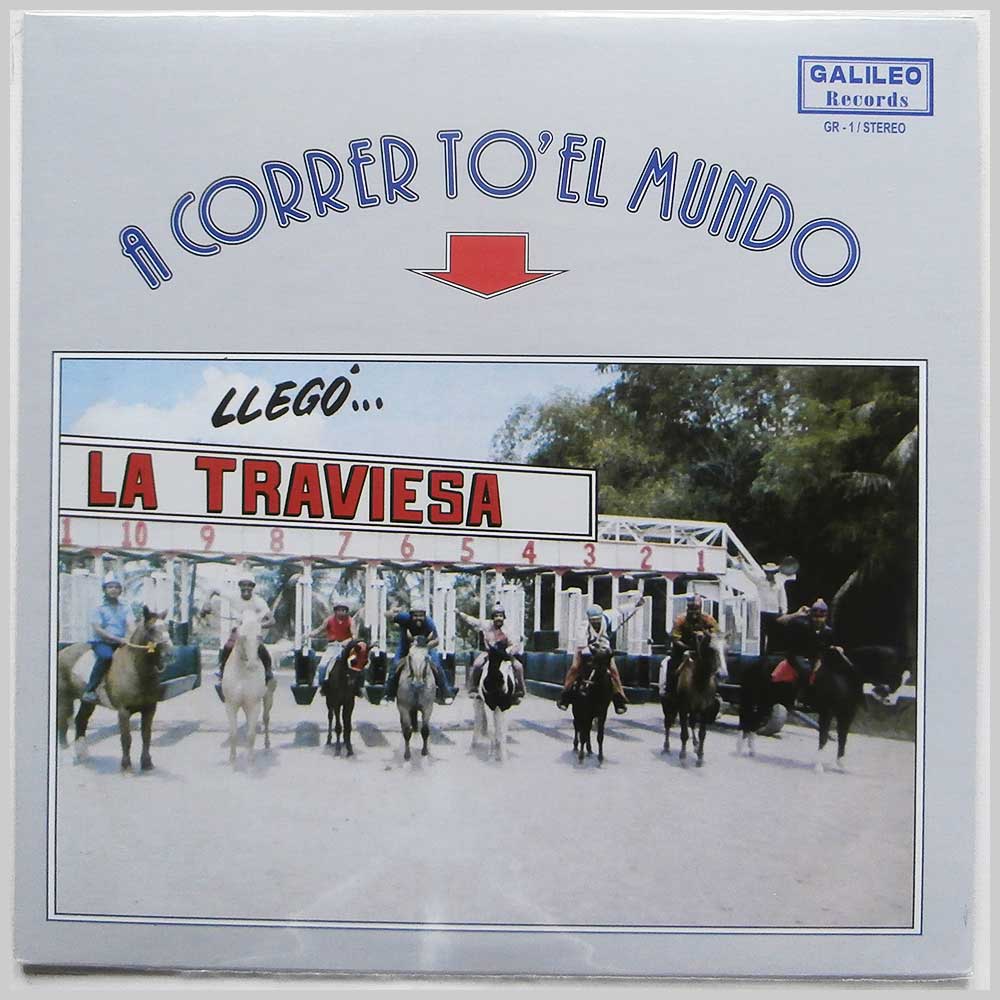 GALILEO
Records
GR - 1 / STEREO
A CORRER TO' EL MUNDO
LLEGÓ...
LA TRAVIESA
1 10 9 8 7 6 5 4 3 2 1